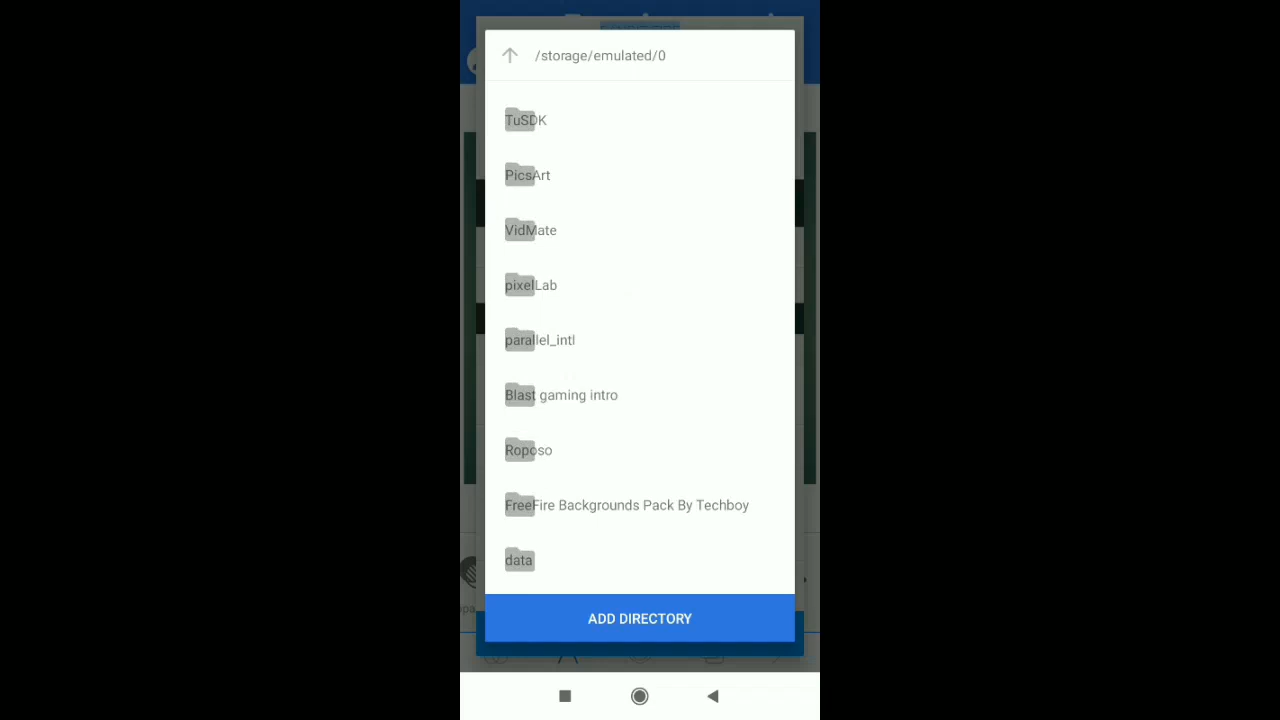 /storage/emulated/0
TuSDK
PicsArt
VidMate
pixelLab
parallel_intl
Blast gaming intro
Roposo
FreeFire Backgrounds Pack By Techboy
data
ADD DIRECTORY